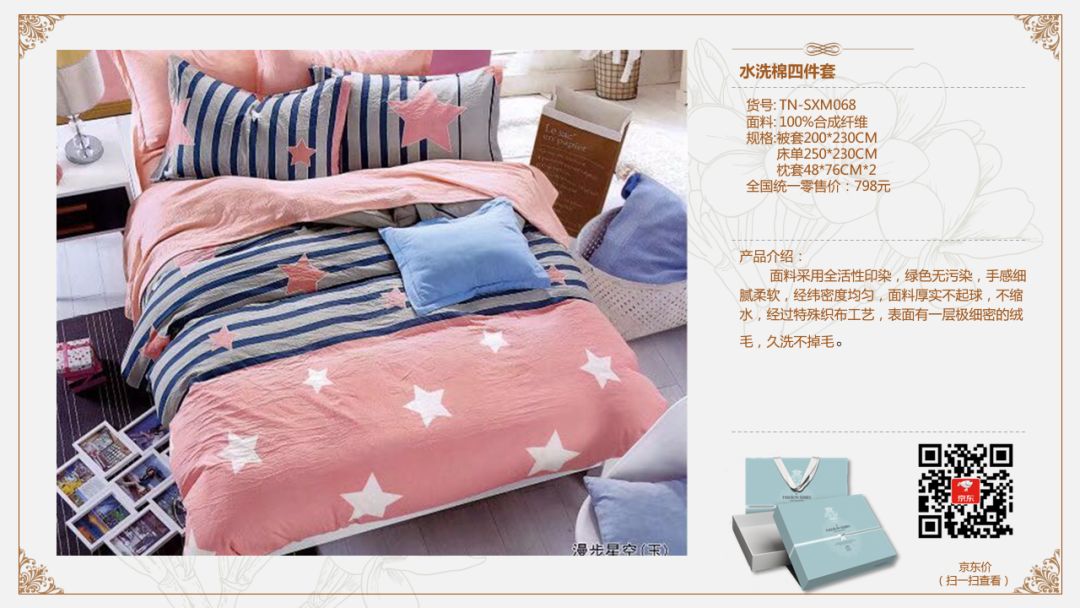 水洗棉四件套
货号: TN-SXM068
面料: 100%合成纤维
规格:被套200*230CM
床单250*230CM
枕套48*76CM*2
全国统一零售价：798元
产品介绍：
面料采用全活性印染，绿色无污染，手感细
腻柔软，经纬密度均匀，面料厚实不起球，不缩
水，经过特殊织布工艺，表面有一层极细密的绒
毛，久洗不掉毛。
Le sac
en papier
漫步星空(玉)
京东
京东价
（扫一扫查看）